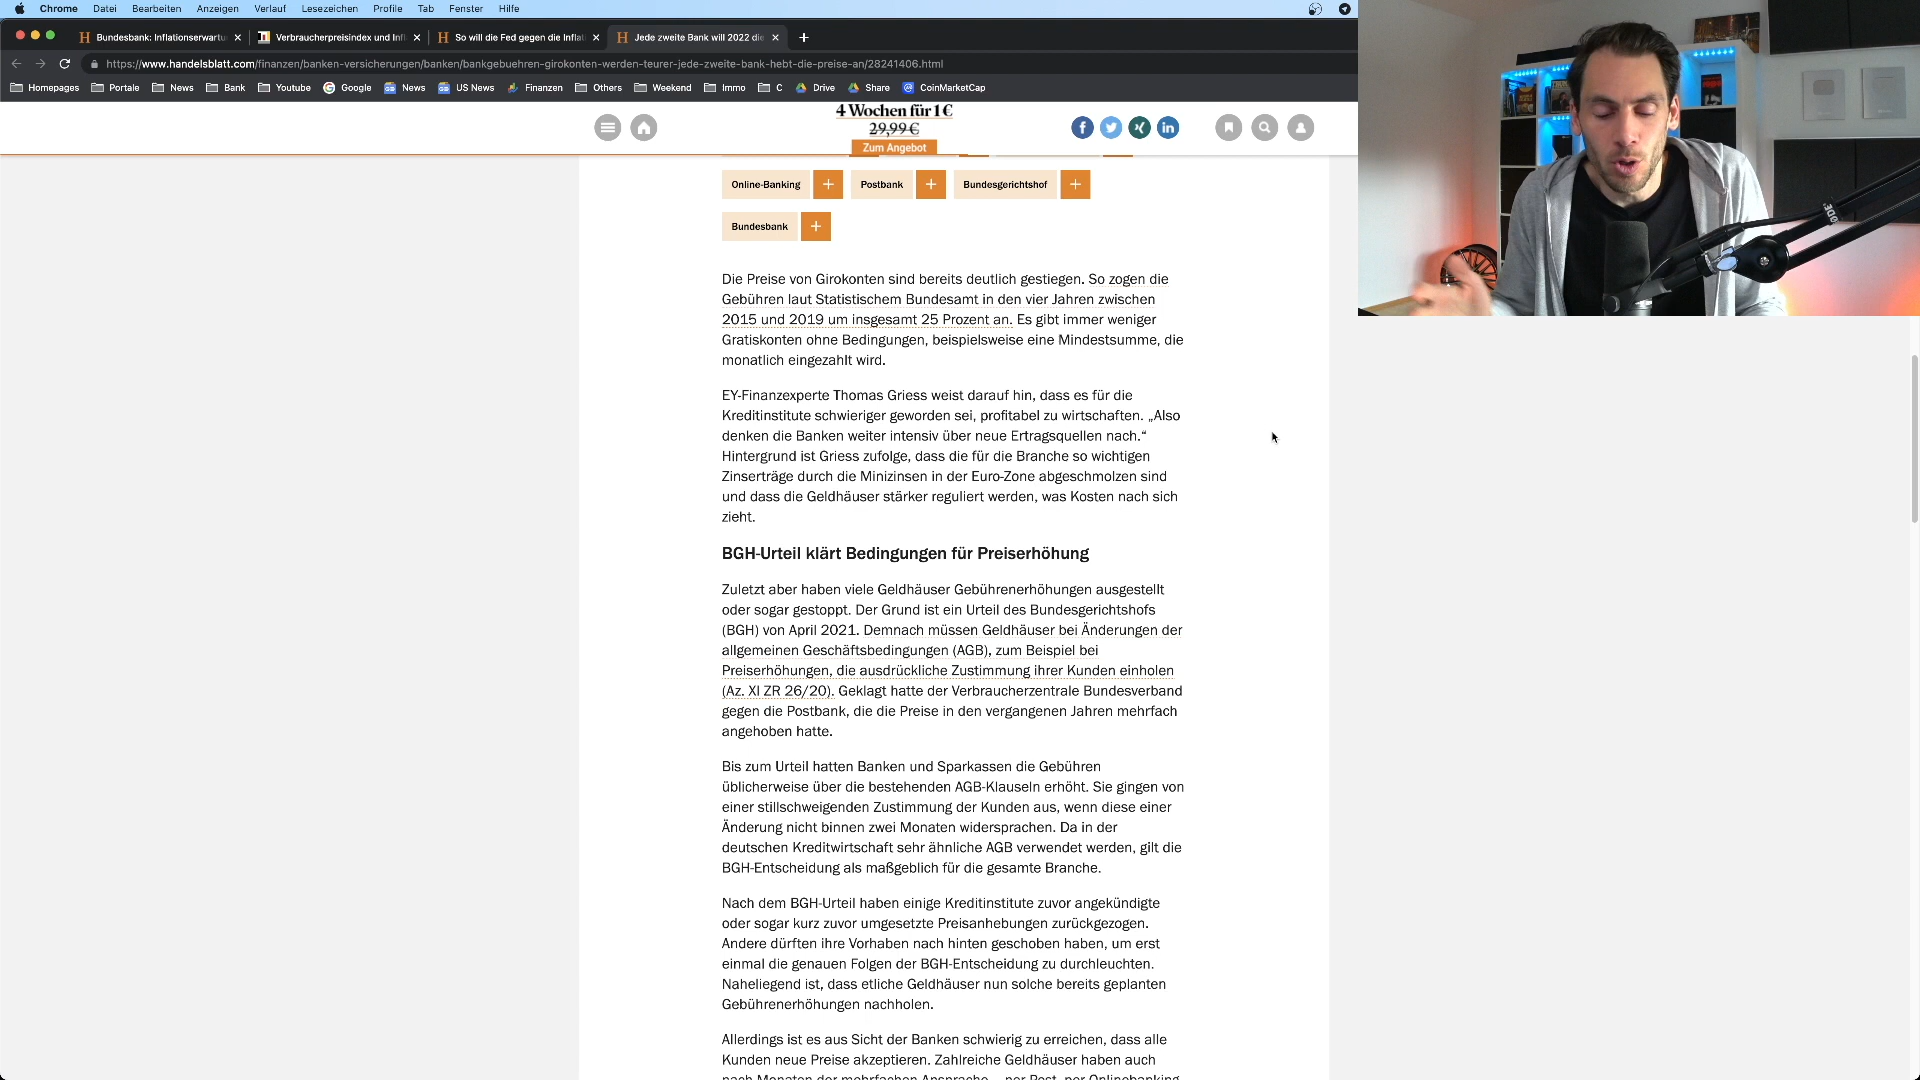 Chrome Datei Bearbeiten Anzeigen Verlauf Lesezeichen Profile Tab Fenster Hilfe
Bundesbank: Inflationserwartu
Verbraucherpreisindex und Infl
So will die Fed gegen die Inflat
Jede zweite Bank will 2022 die
https://www.handelsblatt.com/finanzen/banken-versicherungen/banken/bankgebuehren-girokonten-werden-teurer-jede-zweite-bank-hebt-die-preise-an/28241406.html
Homepages Portale News Bank Youtube Google News US News Finanzen Others Weekend Immo C Drive Share CoinMarketCap
4 Wochen für 1 €
29,99 €
Zum Angebot
Online-Banking + Postbank + Bundesgerichtshof +
Bundesbank +
Die Preise von Girokonten sind bereits deutlich gestiegen. So zogen die
Gebühren laut Statistischem Bundesamt in den vier Jahren zwischen
2015 und 2019 um insgesamt 25 Prozent an. Es gibt immer weniger
Gratiskonten ohne Bedingungen, beispielsweise eine Mindestsumme, die
monatlich eingezahlt wird.
EY-Finanzexperte Thomas Griess weist darauf hin, dass es für die
Kreditinstitute schwieriger geworden sei, profitabel zu wirtschaften. „Also
denken die Banken weiter intensiv über neue Ertragsquellen nach.“
Hintergrund ist Griess zufolge, dass die für die Branche so wichtigen
Zinserträge durch die Minizinsen in der Euro-Zone abgeschmolzen sind
und dass die Geldhäuser stärker reguliert werden, was Kosten nach sich
zieht.
BGH-Urteil klärt Bedingungen für Preiserhöhung
Zuletzt aber haben viele Geldhäuser Gebührenerhöhungen ausgestellt
oder sogar gestoppt. Der Grund ist ein Urteil des Bundesgerichtshofs
(BGH) von April 2021. Demnach müssen Geldhäuser bei Änderungen der
allgemeinen Geschäftsbedingungen (AGB), zum Beispiel bei
Preiserhöhungen, die ausdrückliche Zustimmung ihrer Kunden einholen
(Az. XI ZR 26/20). Geklagt hatte der Verbraucherzentrale Bundesverband
gegen die Postbank, die die Preise in den vergangenen Jahren mehrfach
angehoben hatte.
Bis zum Urteil hatten Banken und Sparkassen die Gebühren
üblicherweise über die bestehenden AGB-Klauseln erhöht. Sie gingen von
einer stillschweigenden Zustimmung der Kunden aus, wenn diese einer
Änderung nicht binnen zwei Monaten widersprachen. Da in der
deutschen Kreditwirtschaft sehr ähnliche AGB verwendet werden, gilt die
BGH-Entscheidung als maßgeblich für die gesamte Branche.
Nach dem BGH-Urteil haben einige Kreditinstitute zuvor angekündigte
oder sogar kurz zuvor umgesetzte Preisanhebungen zurückgezogen.
Andere dürften ihre Vorhaben nach hinten geschoben haben, um erst
einmal die genauen Folgen der BGH-Entscheidung zu durchleuchten.
Naheliegend ist, dass etliche Geldhäuser nun solche bereits geplanten
Gebührenerhöhungen nachholen.
Allerdings ist es aus Sicht der Banken schwierig zu erreichen, dass alle
Kunden neue Preise akzeptieren. Zahlreiche Geldhäuser haben auch
nach Monaten der mehrfachen Ansprache – per Post, per Onlinebanking
RØDE